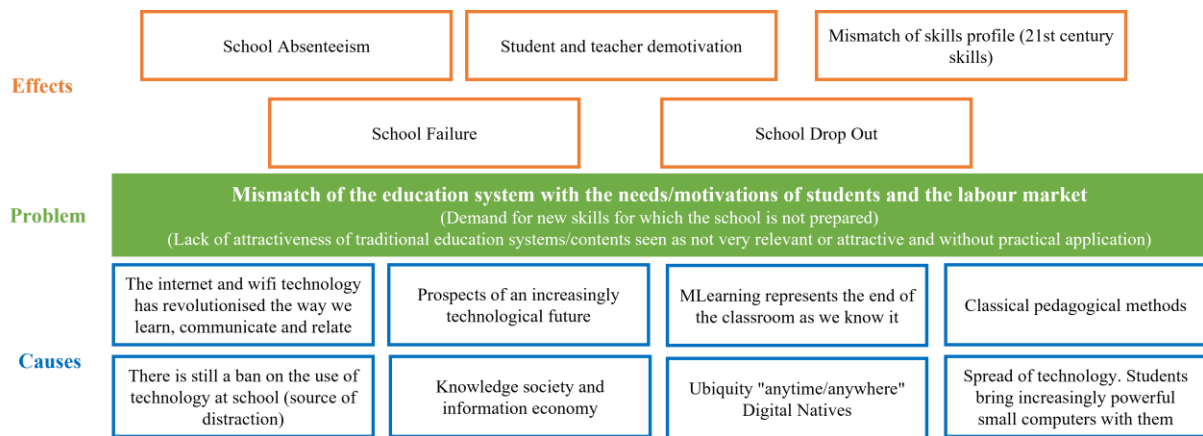 School Absenteeism
Student and teacher demotivation
Mismatch of skills profile (21st century
skills)
Effects
School Failure
School Drop Out
Problem
Mismatch of the education system with the needs/motivations of students and the labour market
(Demand for new skills for which the school is not prepared)
(Lack of attractiveness of traditional education systems/contents seen as not very relevant or attractive and without practical application)
The internet and wifi technology
has revolutionised the way we
learn, communicate and relate
Prospects of an increasingly
technological future
MLearning represents the end of
the classroom as we know it
Classical pedagogical methods
Causes
There is still a ban on the use of
technology at school (source of
distraction)
Knowledge society and
information economy
Ubiquity "anytime/anywhere"
Digital Natives
Spread of technology. Students
bring increasingly powerful
small computers with them